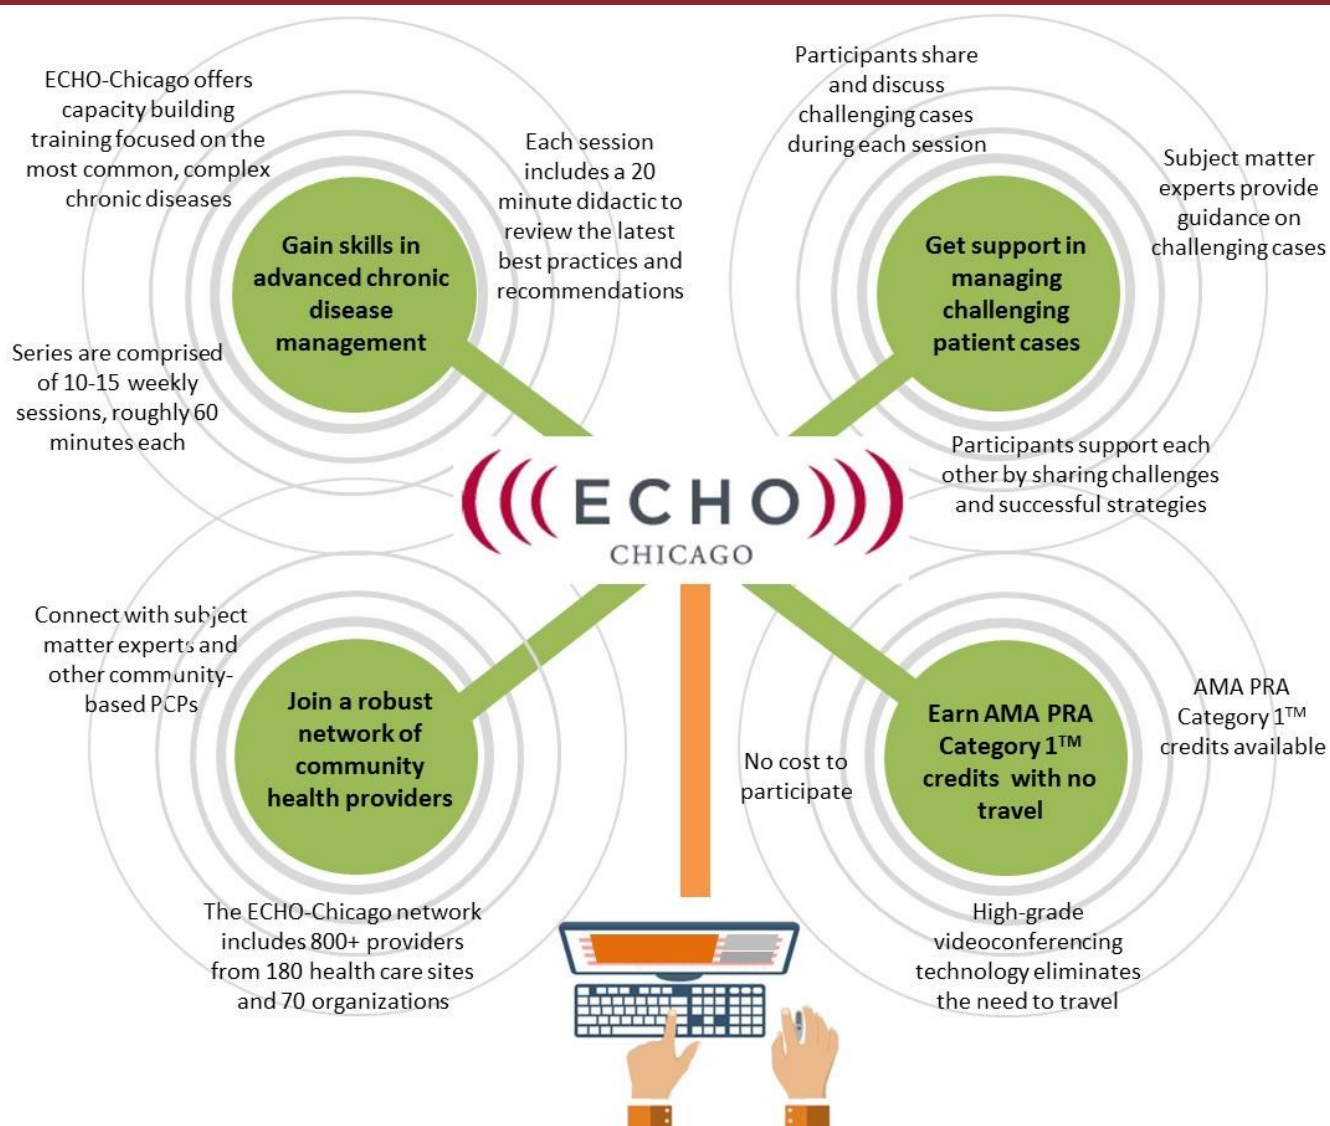 ECHO-Chicago offers
capacity building
training focused on the
most common, complex
chronic diseases
Each session
includes a 20
minute didactic to
review the latest
best practices and
recommendations
Gain skills in
advanced chronic
disease
management
Series are comprised
of 10-15 weekly
sessions, roughly 60
minutes each
Participants share
and discuss
challenging cases
during each session
Subject matter
experts provide
guidance on
challenging cases
Get support in
managing
challenging
patient cases
Participants support each
other by sharing challenges
and successful strategies
ECHO
CHICAGO
Connect with subject
matter experts and
other community-
based PCPs
Join a robust
network of
community
health providers
The ECHO-Chicago network
includes 800+ providers
from 180 health care sites
and 70 organizations
No cost to
participate
Earn AMA PRA
Category 1™
credits with no
travel
AMA PRA
Category 1™
credits available
High-grade
videoconferencing
technology eliminates
the need to travel